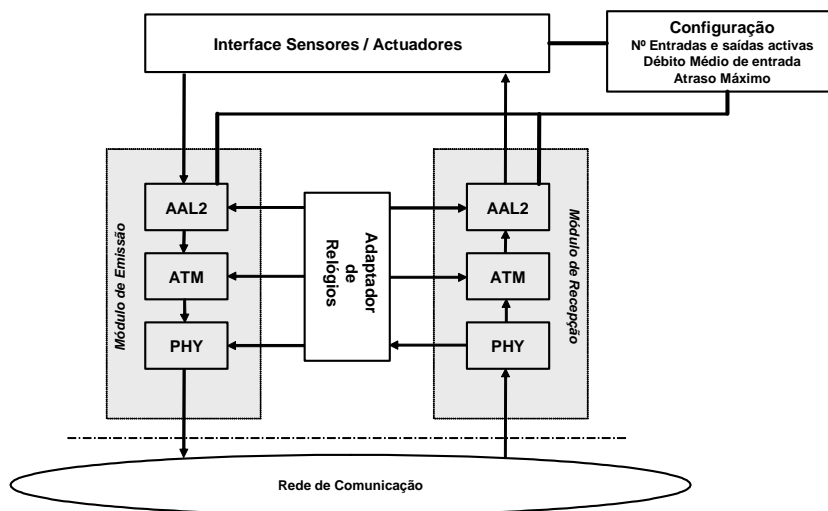 Configuração
Interface Sensores / Actuadores
Nº Entradas e saídas activas
Débito Médio de entrada
Atraso Máximo
Módulo de Emissão
AAL2
ATM
PHY
Adaptador
de
Relógios
AAL2
ATM
PHY
Módulo de Recepção
Rede de Comunicação